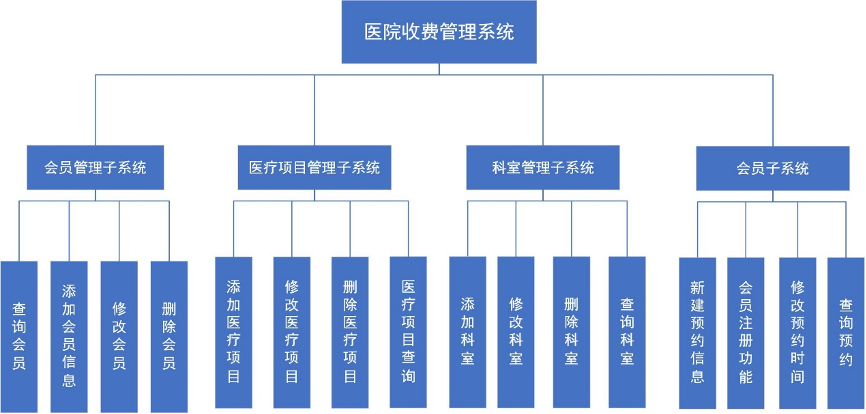 医院收费管理系统
会员管理子系统
医疗项目管理子系统
科室管理子系统
会员子系统
查询会员
添加会员信息
修改会员
删除会员
添加医疗项目
修改医疗项目
删除医疗项目
医疗项目查询
添加科室
修改科室
删除科室
查询科室
新建预约信息
会员注册功能
修改预约时间
查询预约